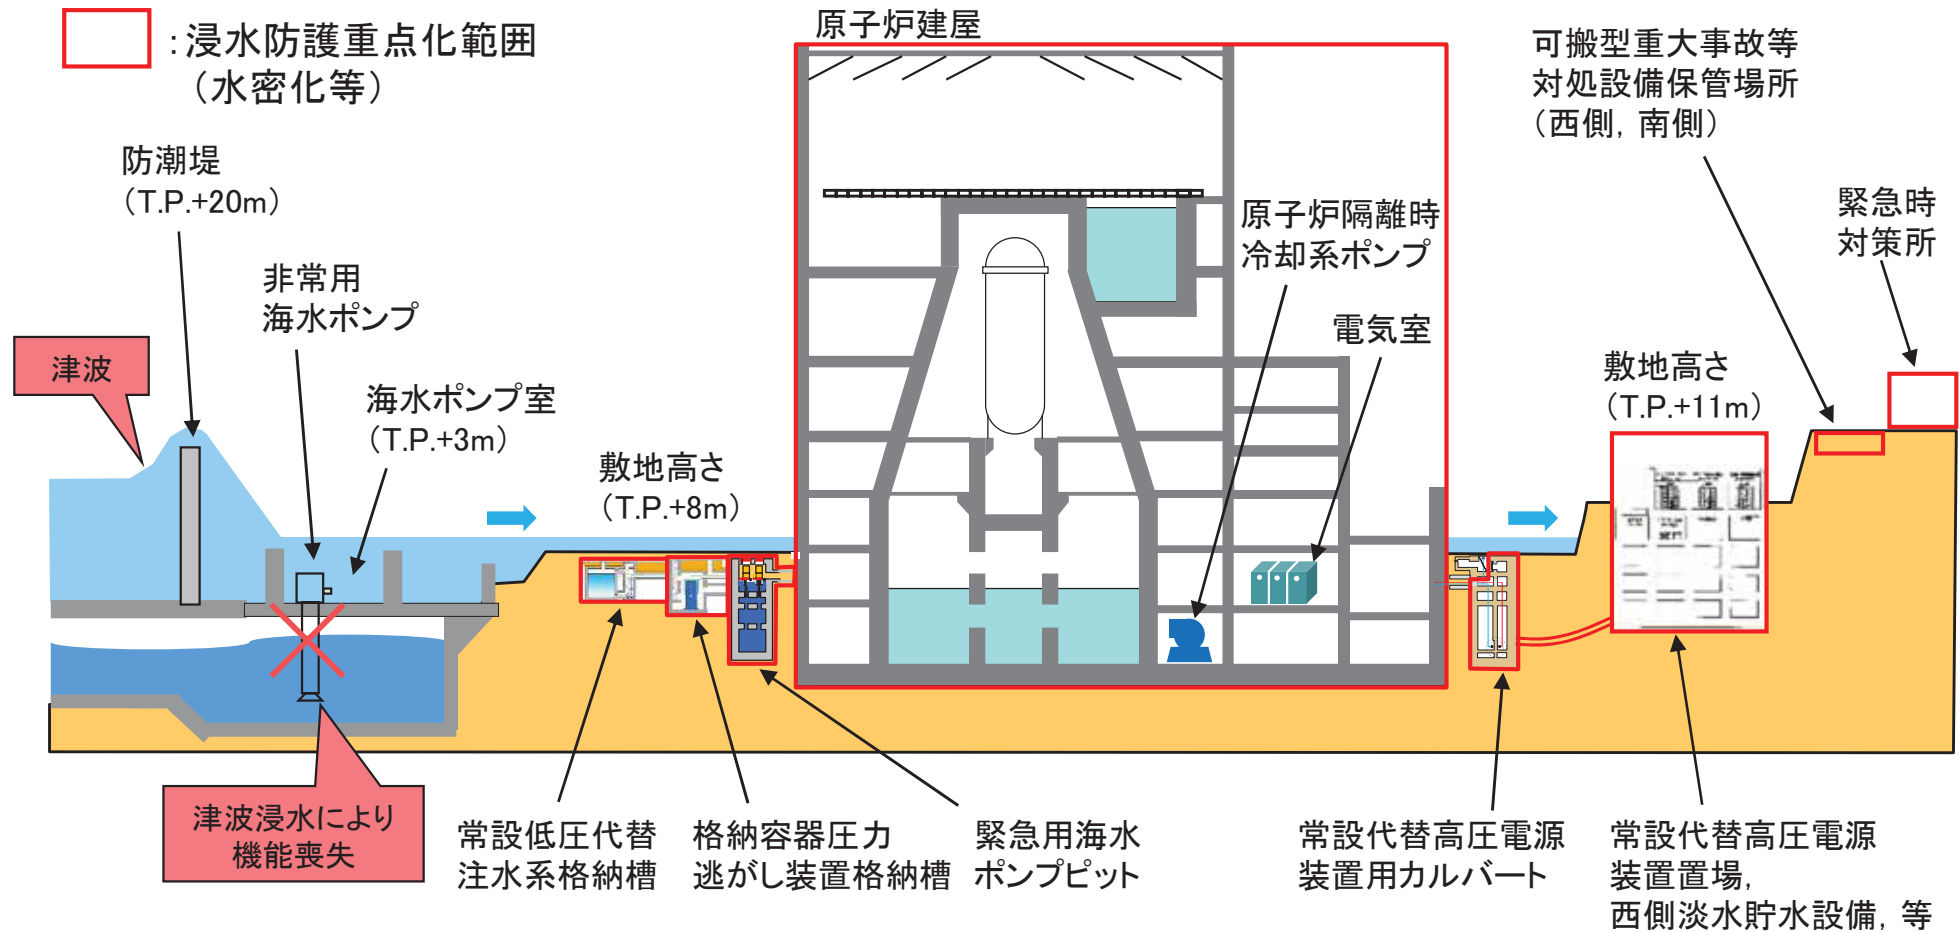 :浸水防護重点化範囲
(水密化等)
原子炉建屋
可搬型重大事故等
対処設備保管場所
(西側, 南側)
防潮堤
(T.P.+20m)
緊急時
対策所
原子炉隔離時
冷却系ポンプ
非常用
海水ポンプ
電気室
津波
海水ポンプ室
(T.P.+3m)
敷地高さ
(T.P.+11m)
敷地高さ
(T.P.+8m)
津波浸水により
機能喪失
常設低圧代替
注水系格納槽
格納容器圧力
逃がし装置格納槽
緊急用海水
ポンプピット
常設代替高圧電源
装置用カルバート
常設代替高圧電源
装置置場,
西側淡水貯水設備, 等